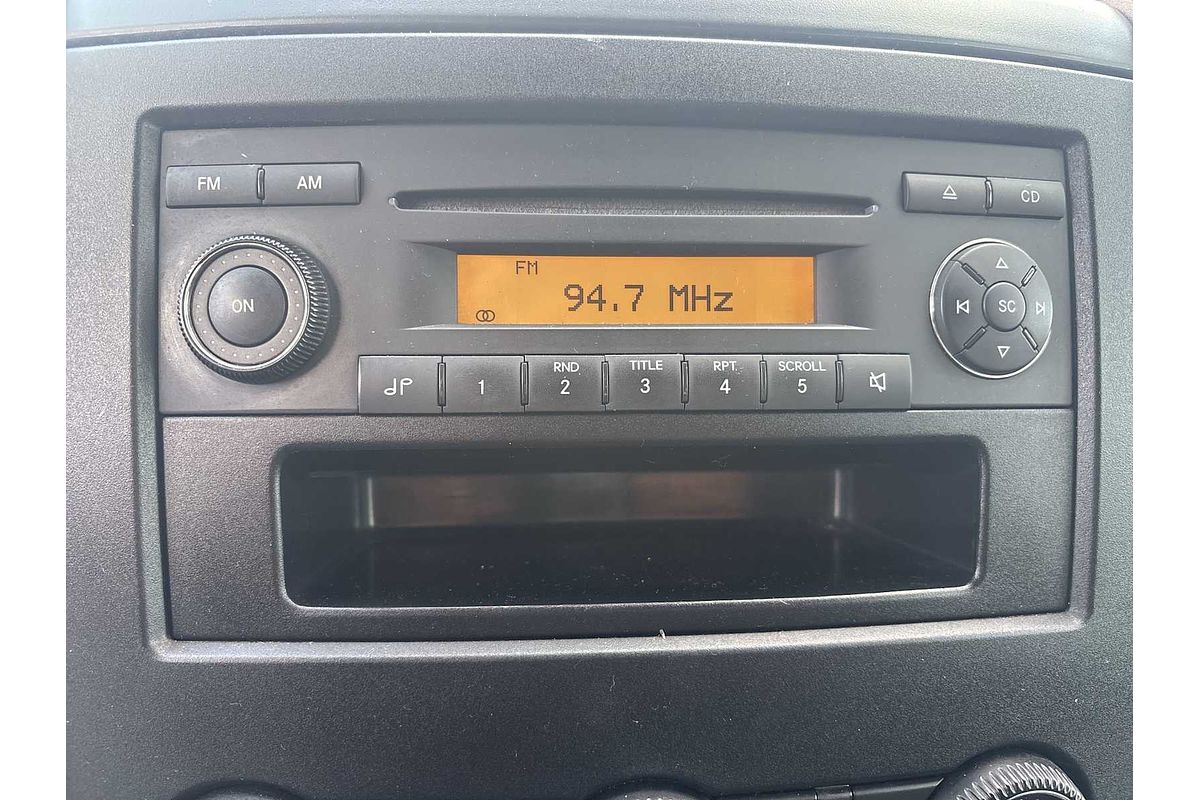 FM AM CD
FM
ON 94.7 MHz SC
RND TITLE RPT SCROLL
1 2 3 4 5